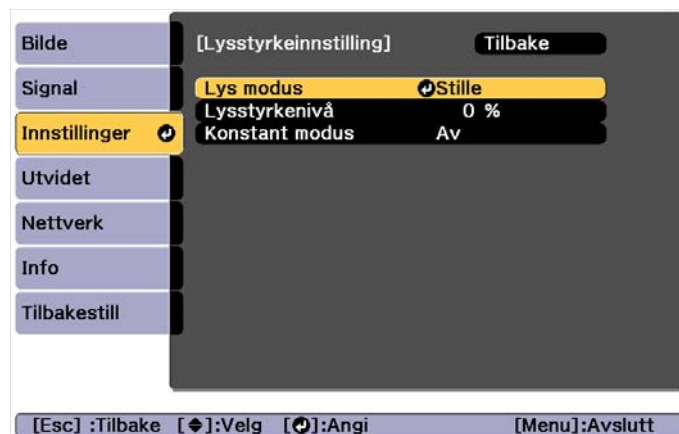 Bilde
Signal
Innstillinger
Utvidet
Nettverk
Info
Tilbakestill
[Lysstyrkeinnstilling] Tilbake
Lys modus Stille
Lysstyrkenivå 0 %
Konstant modus Av
[Esc] :Tilbake [◆]:Velg [↵]:Angi [Menu]:Avslutt